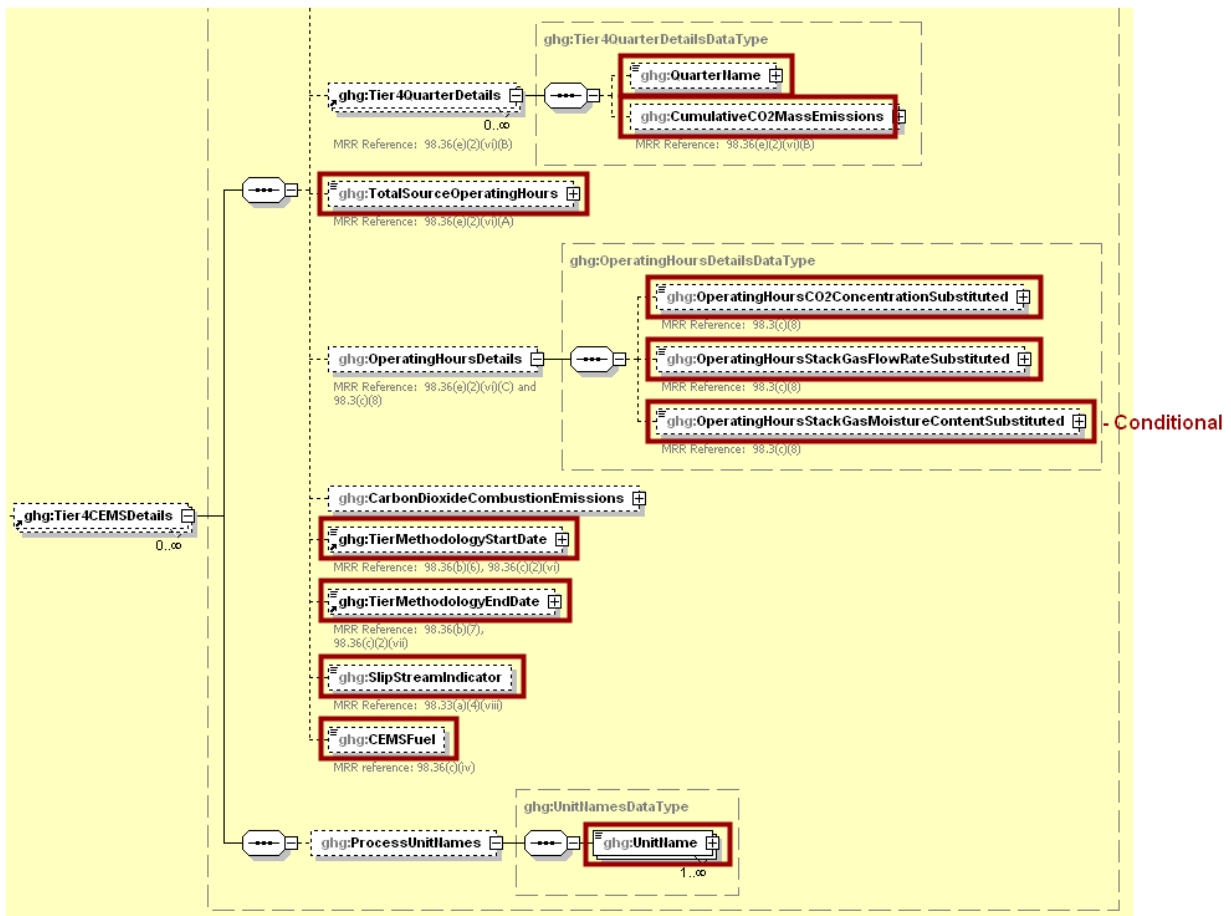 ghg:Tier4QuarterDetailsDataType
ghg:QuarterName
ghg:Tier4QuarterDetails
ghg:CumulativeCO2MassEmissions
0..∞
MRR Reference: 98.36(e)(2)(vi)(B)
MRR Reference: 98.36(e)(2)(vi)(B)
ghg:TotalSourceOperatingHours
MRR Reference: 98.36(e)(2)(vi)(A)
ghg:OperatingHoursDetailsDataType
ghg:OperatingHoursCO2ConcentrationSubstituted
MRR Reference: 98.3(c)(8)
ghg:OperatingHoursDetails
ghg:OperatingHoursStackGasFlowRateSubstituted
MRR Reference: 98.36(e)(2)(vi)(C) and
98.3(c)(8)
MRR Reference: 98.3(c)(8)
ghg:OperatingHoursStackGasMoistureContentSubstituted
- Conditional
MRR Reference: 98.3(c)(8)
ghg:CarbonDioxideCombustionEmissions
ghg:Tier4CEMSDetails
0..∞
ghg:TierMethodologyStartDate
MRR Reference: 98.36(b)(6), 98.36(c)(2)(vi)
ghg:TierMethodologyEndDate
MRR Reference: 98.36(b)(7),
98.36(c)(2)(vii)
ghg:SlipStreamIndicator
MRR Reference: 98.33(a)(4)(viii)
ghg:CEMSFuel
MRR reference: 98.36(c)(iv)
ghg:UnitNamesDataType
ghg:ProcessUnitNames
ghg:UnitName
1..∞